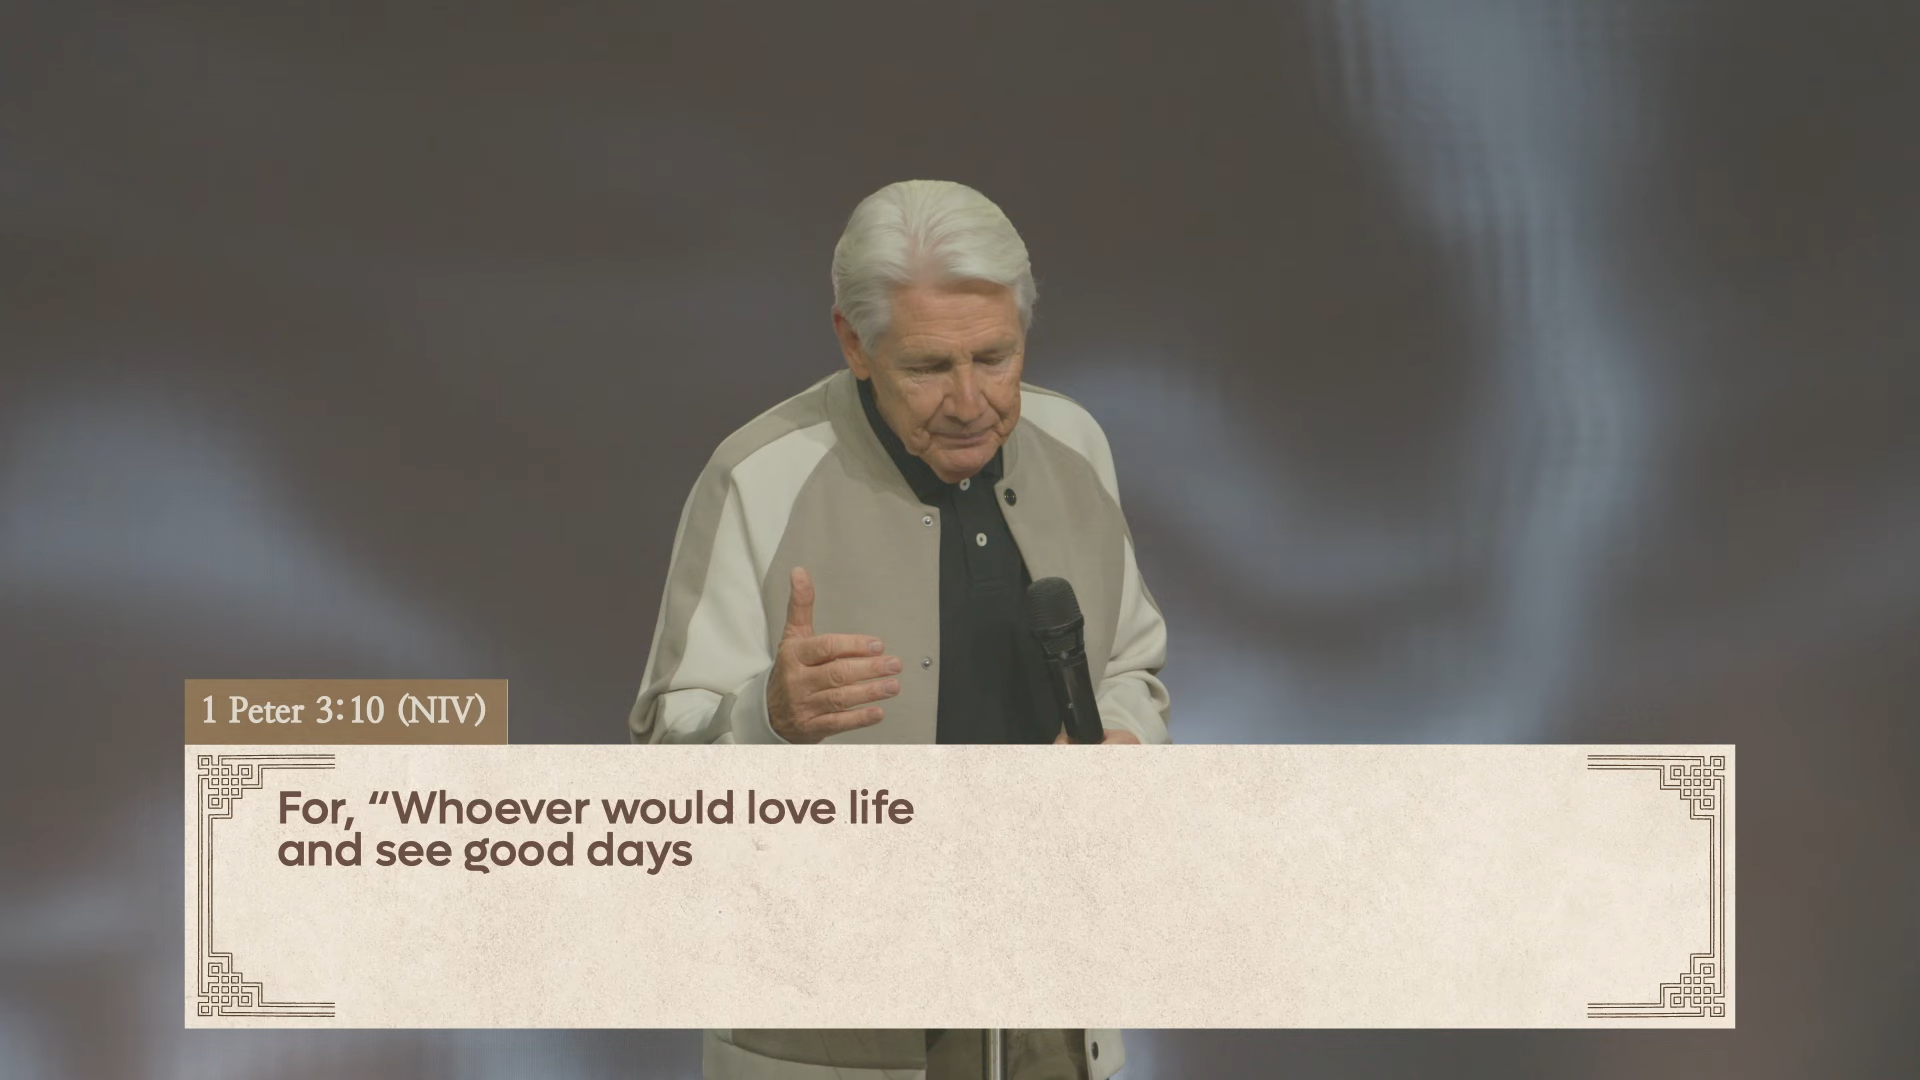 1 Peter 3:10 (NIV)
For, “Whoever would love life
and see good days